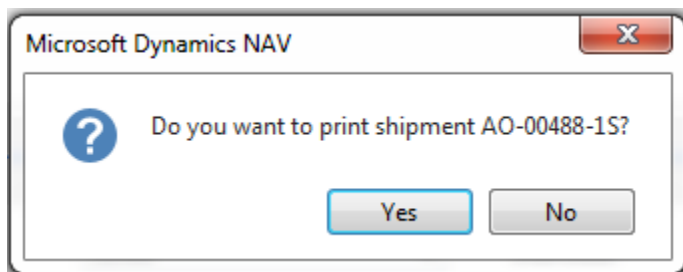 Microsoft Dynamics NAV
Do you want to print shipment AO-00488-1S?
Yes
No